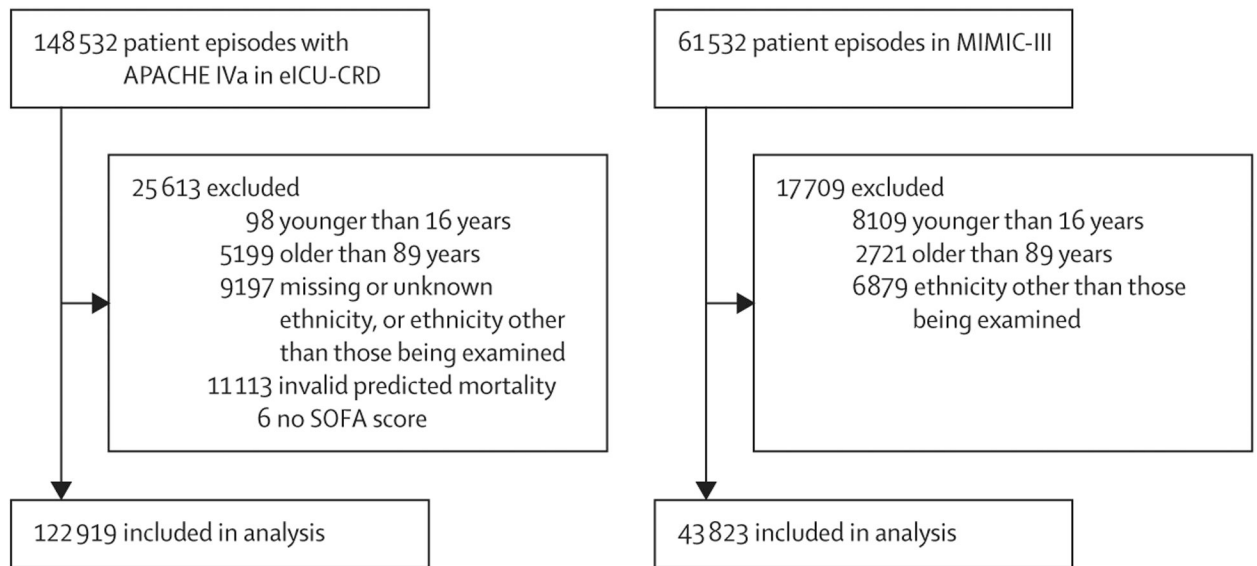 148 532 patient episodes with
APACHE IVa in eICU-CRD
25 613 excluded
98 younger than 16 years
5199 older than 89 years
9197 missing or unknown
ethnicity, or ethnicity other
than those being examined
11 113 invalid predicted mortality
6 no SOFA score
122 919 included in analysis
61 532 patient episodes in MIMIC-III
17 709 excluded
8109 younger than 16 years
2721 older than 89 years
6879 ethnicity other than those
being examined
43 823 included in analysis